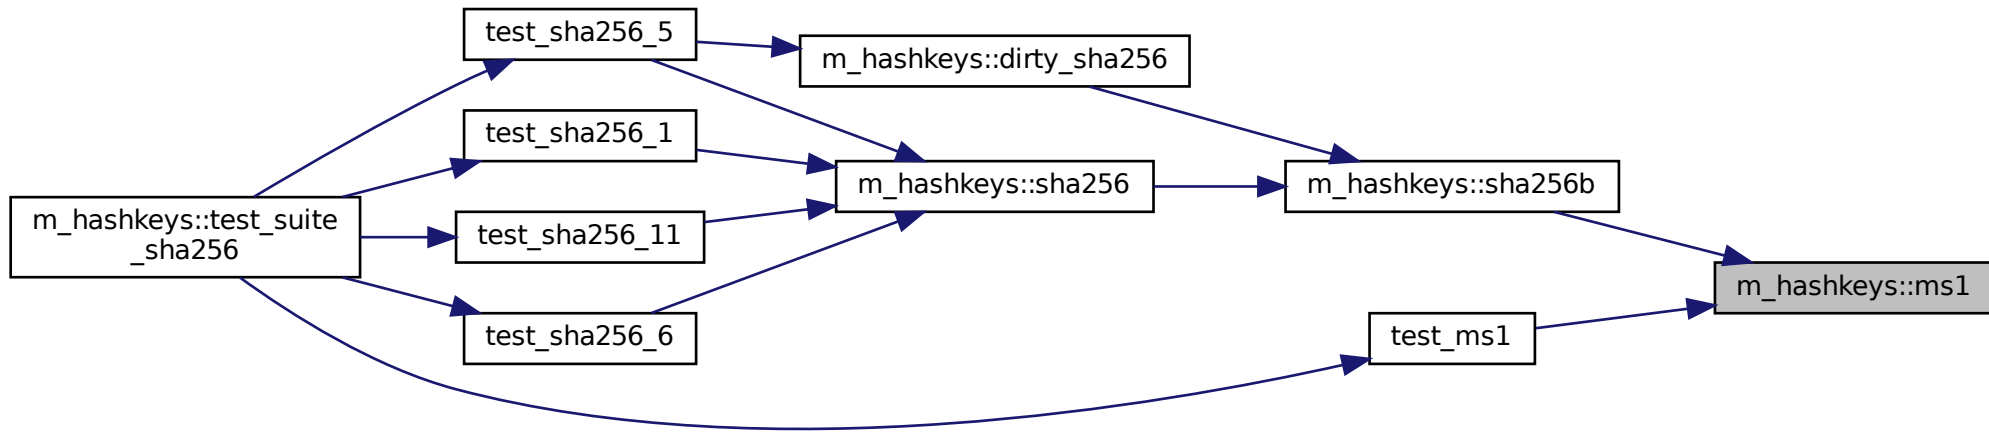 test_sha256_5
m_hashkeys::dirty_sha256
test_sha256_1
m_hashkeys::sha256
m_hashkeys::sha256b
m_hashkeys::test_suite
_sha256
test_sha256_11
m_hashkeys::ms1
test_sha256_6
test_ms1